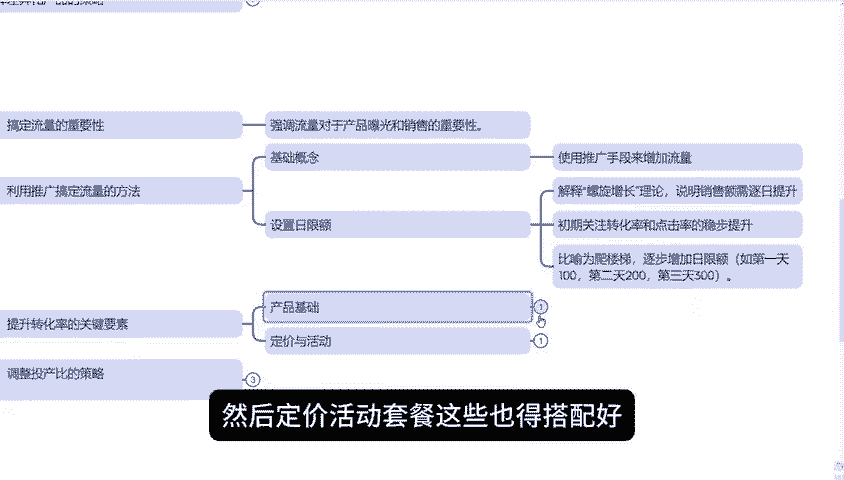 搞定流量的重要性
强调流量对于产品曝光和销售的重要性。
基础概念
使用推广手段来增加流量
利用推广搞定流量的方法
解释“螺旋增长”理论，说明销售额需逐日提升
设置日限额
初期关注转化率和点击率的稳步提升
比喻为爬楼梯，逐步增加日限额（如第一天
100，第二天200，第三天300）。
产品基础
1
提升转化率的关键要素
定价与活动
1
调整投产比的策略
3
然后定价活动套餐这些也得搭配好